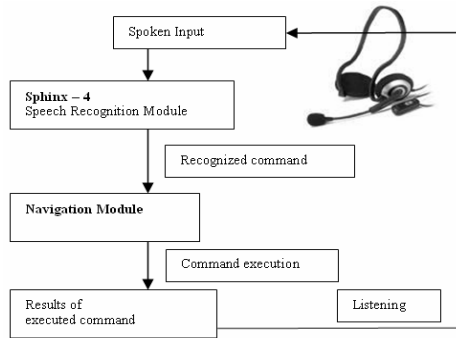 Spoken Input
Sphinx – 4
Speech Recognition Module
Recognized command
Navigation Module
Command execution
Results of
executed command
Listening